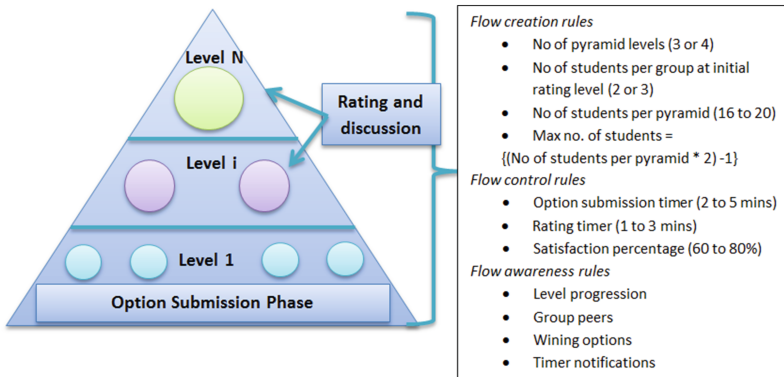 Level N
Rating and
discussion
Level i
Level 1
Option Submission Phase
Flow creation rules
• No of pyramid levels (3 or 4)
• No of students per group at initial
rating level (2 or 3)
• No of students per pyramid (16 to 20)
• Max no. of students =
{(No of students per pyramid * 2) -1}
Flow control rules
• Option submission timer (2 to 5 mins)
• Rating timer (1 to 3 mins)
• Satisfaction percentage (60 to 80%)
Flow awareness rules
• Level progression
• Group peers
• Wining options
• Timer notifications